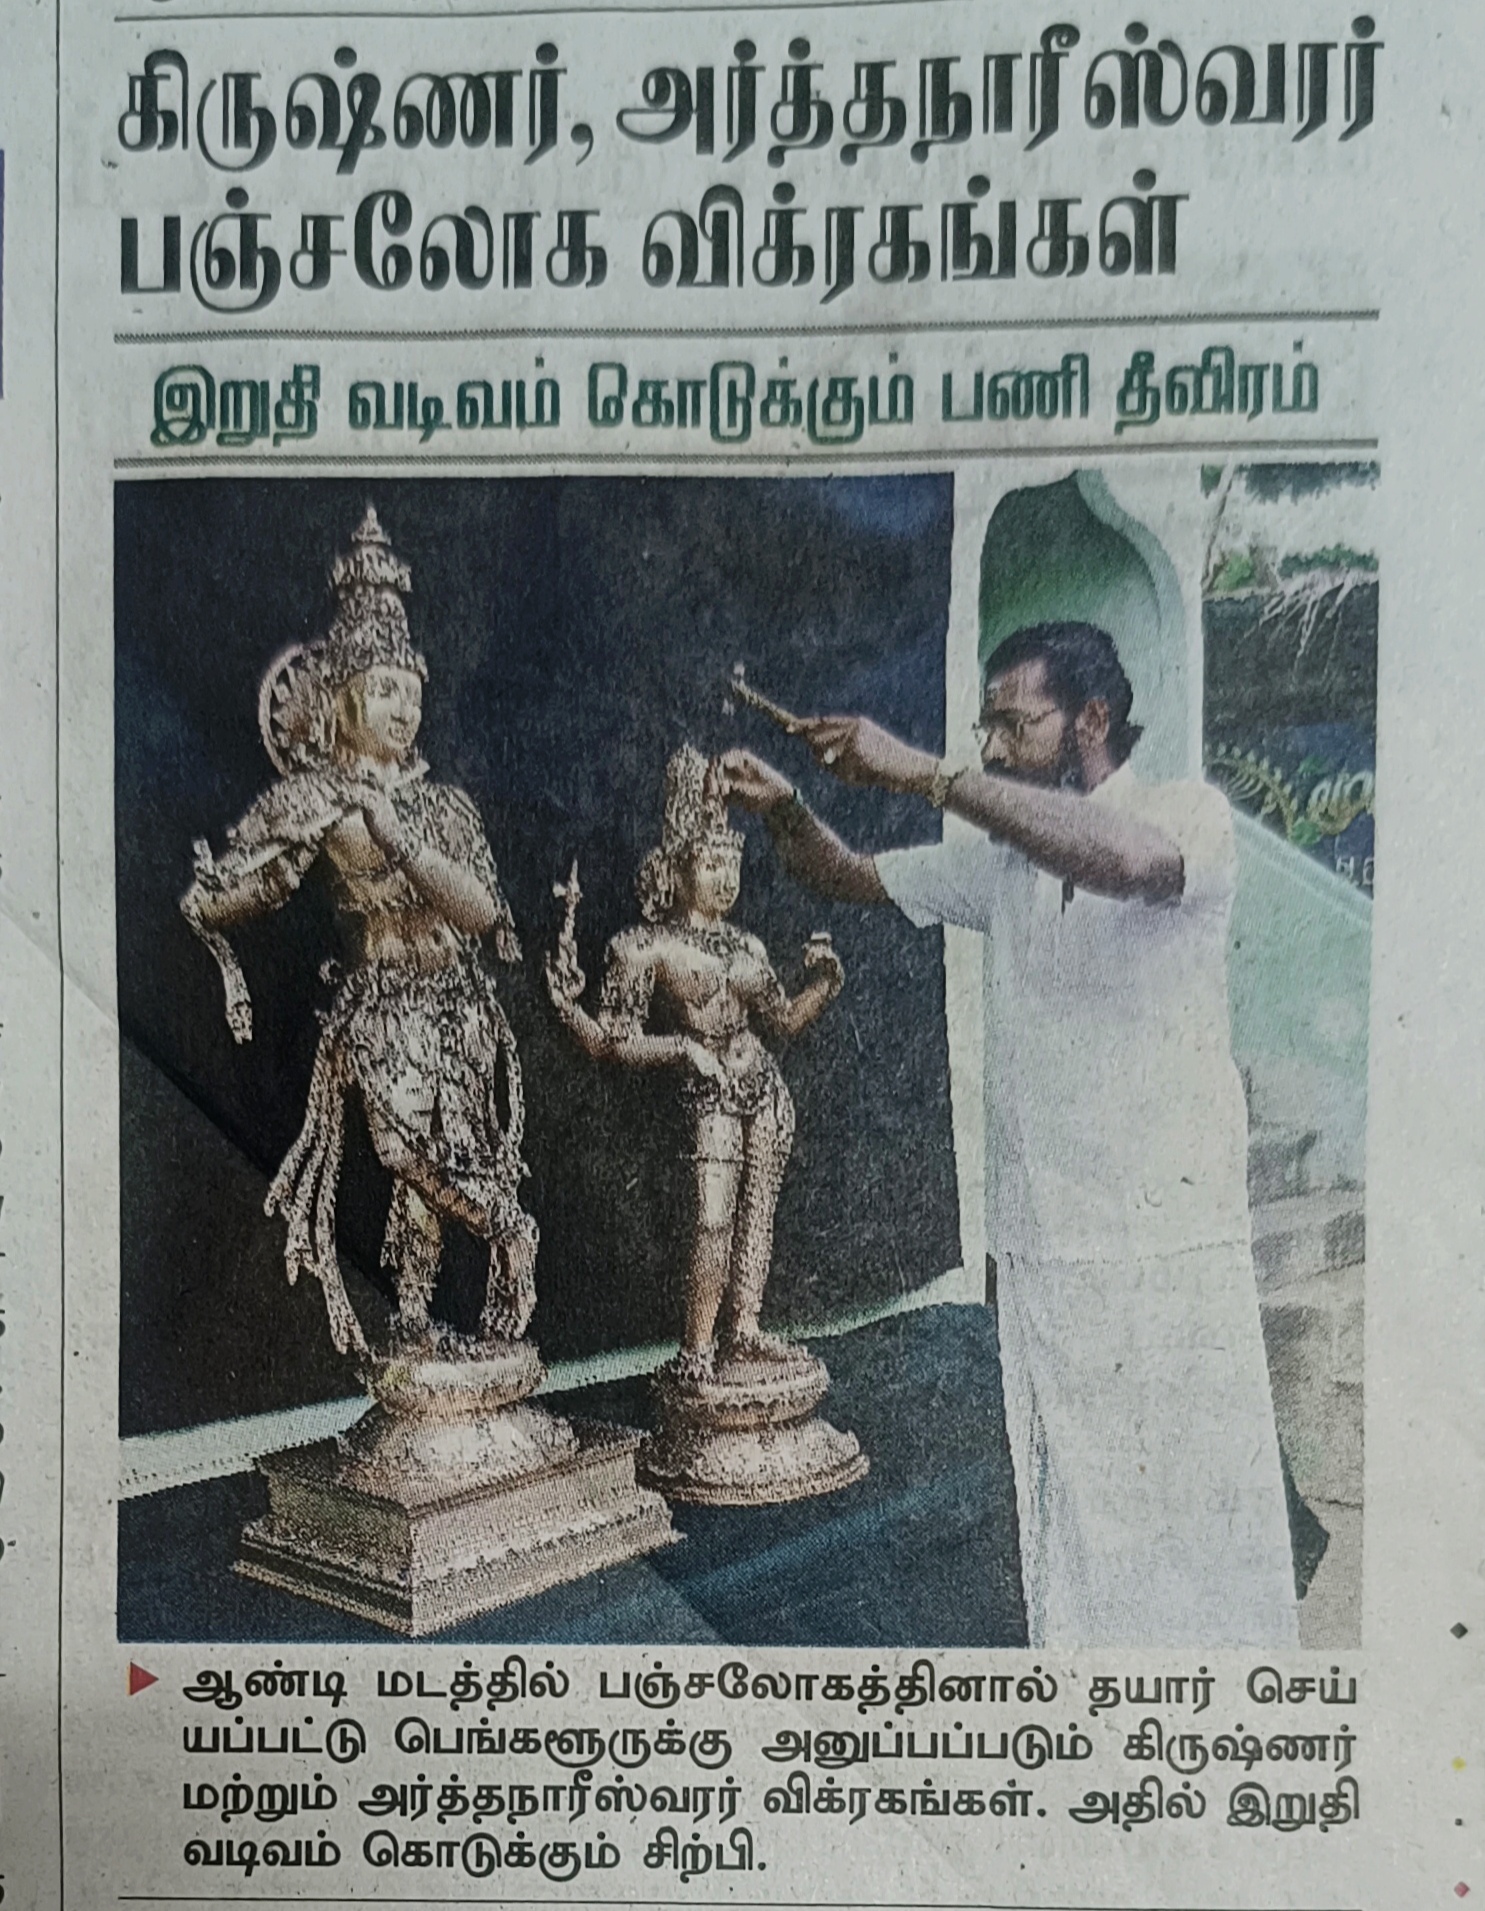 கிருஷ்ணர், அர்த்தநாரீஸ்வரர்
பஞ்சலோக விக்ரகங்கள்
இறுதி வடிவம் கொடுக்கும் பணி தீவிரம்
ஆண்டி மடத்தில் பஞ்சலோகத்தினால் தயார் செய்
யப்பட்டு பெங்களூருக்கு அனுப்பப்படும் கிருஷ்ணர்
மற்றும் அர்த்தநாரீஸ்வரர் விக்ரகங்கள். அதில் இறுதி
வடிவம் கொடுக்கும் சிற்பி.